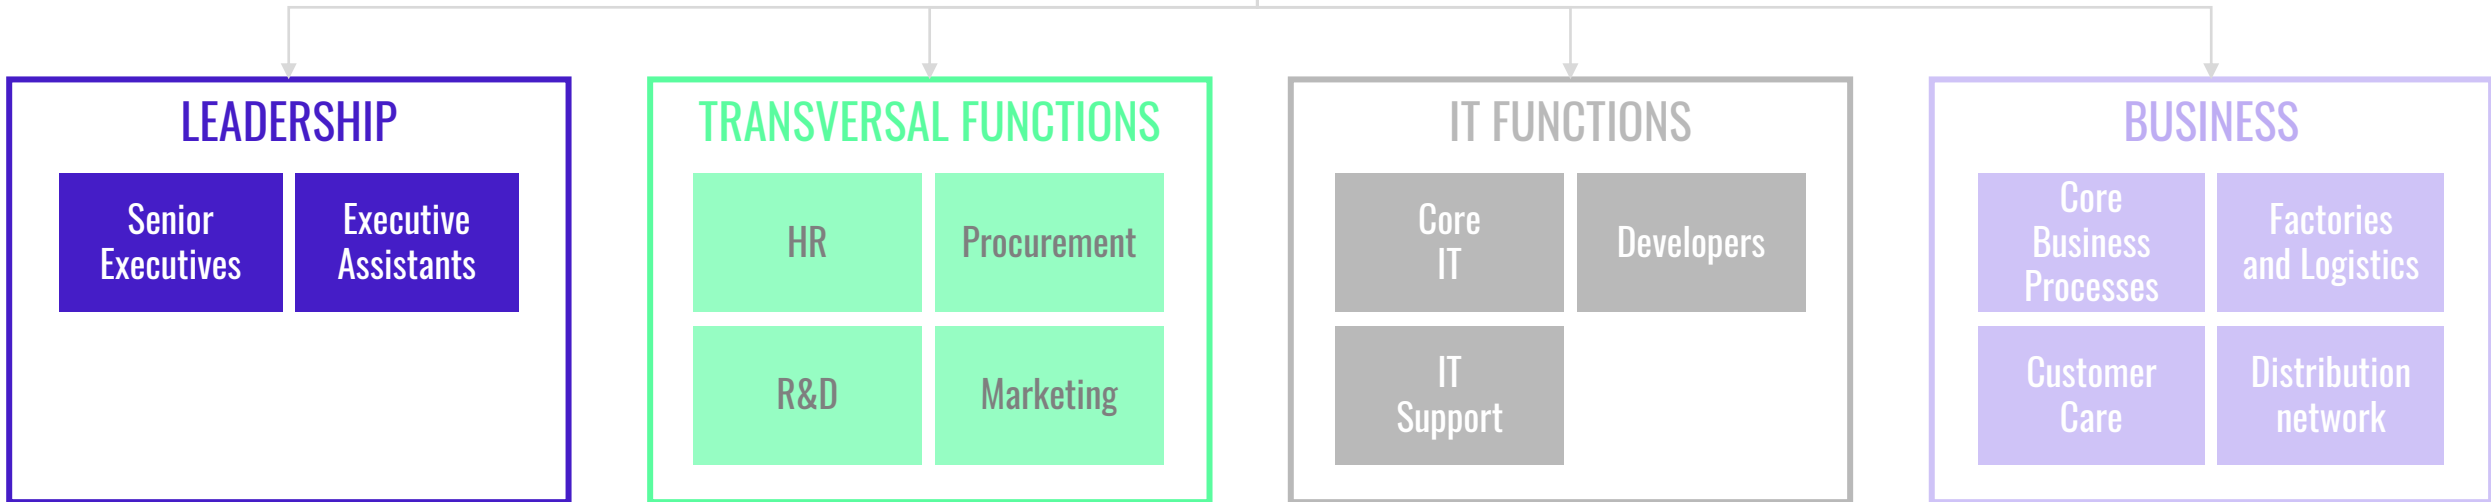 LEADERSHIP
Senior
Executives
Executive
Assistants
TRANSVERSAL FUNCTIONS
HR
Procurement
R&D
Marketing
IT FUNCTIONS
Core
IT
Developers
IT
Support
BUSINESS
Core
Business
Processes
Factories
and Logistics
Customer
Care
Distribution
network